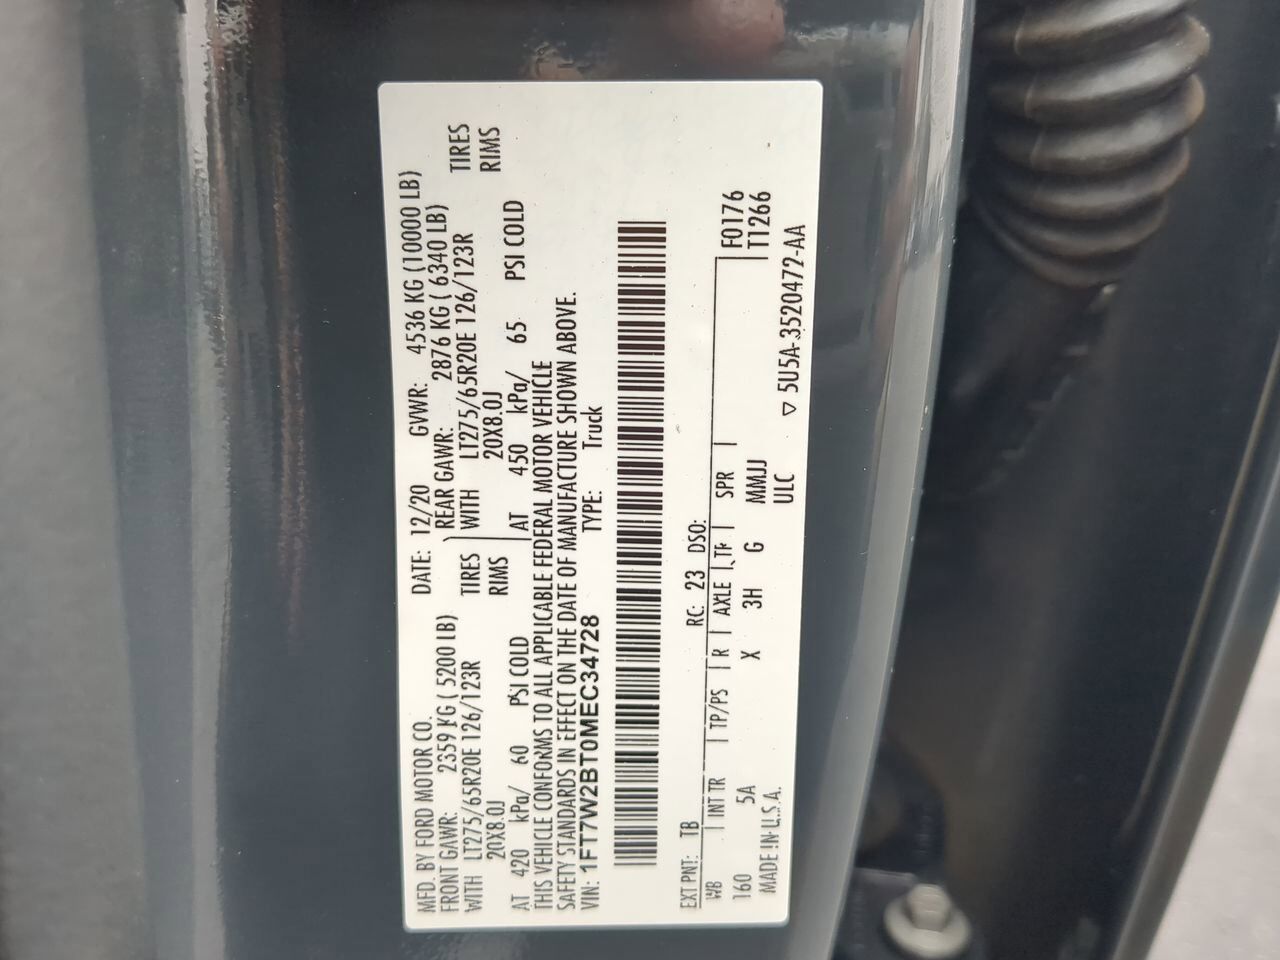 MFD. BY FORD MOTOR CO. DATE: 12/20 GVWR: 4536 KG (10000 LB)
FRONT GAWR: 2359 KG ( 5200 LB) REAR GAWR: 2876 KG ( 6340 LB)
WITH LT275/65R20E 126/123R TIRES WITH LT275/65R20E 126/123R TIRES
20X8.0J RIMS 20X8.0J RIMS
AT 420 kPa/ 60 PSI COLD AT 450 kPa/ 65 PSI COLD
THIS VEHICLE CONFORMS TO ALL APPLICABLE FEDERAL MOTOR VEHICLE
SAFETY STANDARDS IN EFFECT ON THE DATE OF MANUFACTURE SHOWN ABOVE.
VIN: 1FT7W2BT0MEC34728 TYPE: Truck
EXT PNT: TB RC: 23 DSO:
WB | INT TR | TP/PS | R | AXLE | TR | SPR | F0176
160 5A X 3H G MMJJ T1266
MADE IN U.S.A. ULC
▽ 5U5A-3520472-AA